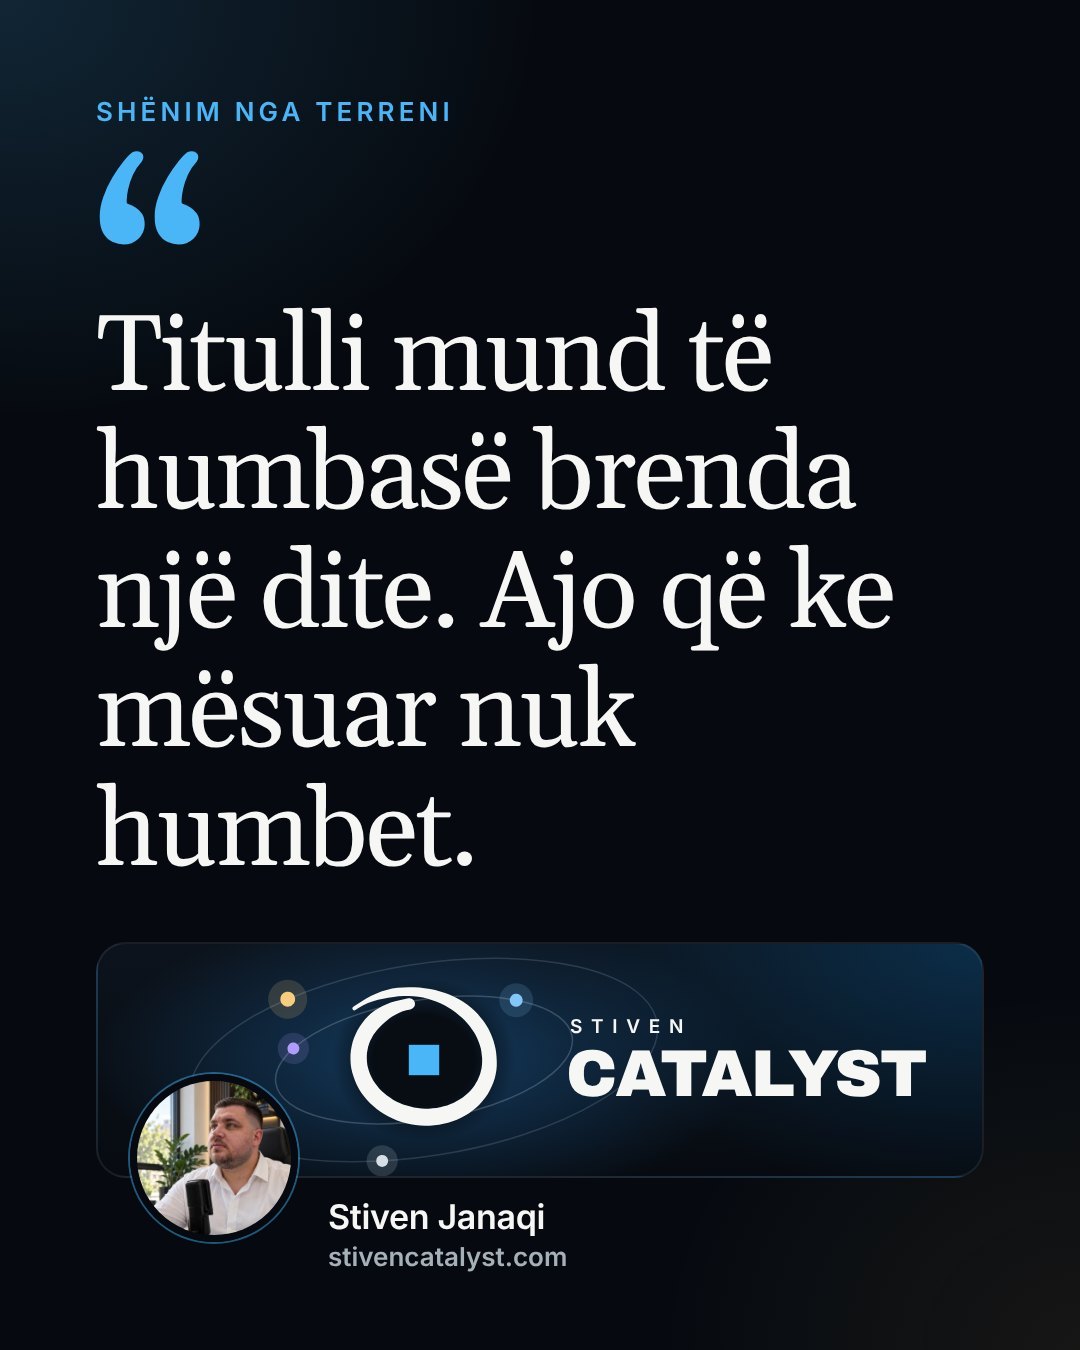 SHËNIM NGA TERRENI
“
Titulli mund të
humbasë brenda
një dite. Ajo që ke
mësuar nuk
humbet.
STIVEN
CATALYST
Stiven Janaqi
stivencatalyst.com